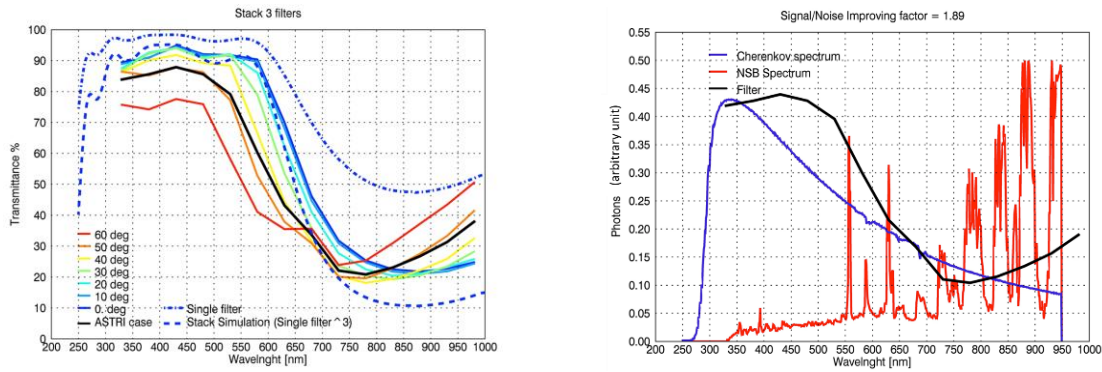 Stack 3 filters
100
90
80
70
60
50
40
30
20
10
0
Transmittance %
60 deg
50 deg
40 deg
30 deg
20 deg
10 deg
0. deg
ASTRI case
Single filter
Stack Simulation (Single filter^3)
200 250 300 350 400 450 500 550 600 650 700 750 800 850 900 950 1000
Wavelnght [nm]
Signal/Noise Improving factor = 1.89
0.55
0.50
0.45
0.40
0.35
0.30
0.25
0.20
0.15
0.10
0.05
0.00
Photons (arbitrary unit)
Cherenkov spectrum
NSB Spectrum
Filter
200 250 300 350 400 450 500 550 600 650 700 750 800 850 900 950 1000
Wavelnght [nm]